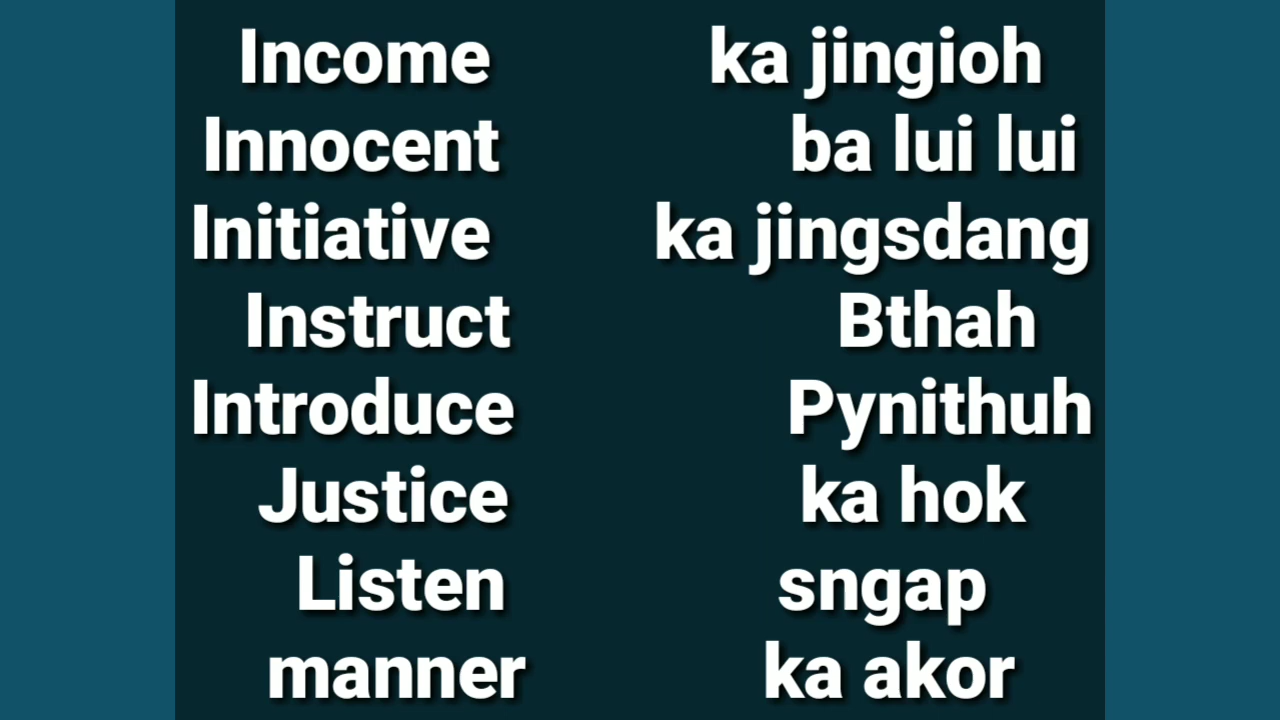 Income ka jingioh
Innocent ba lui lui
Initiative ka jingsdang
Instruct Bthah
Introduce Pynithuh
Justice ka hok
Listen sngap
manner ka akor